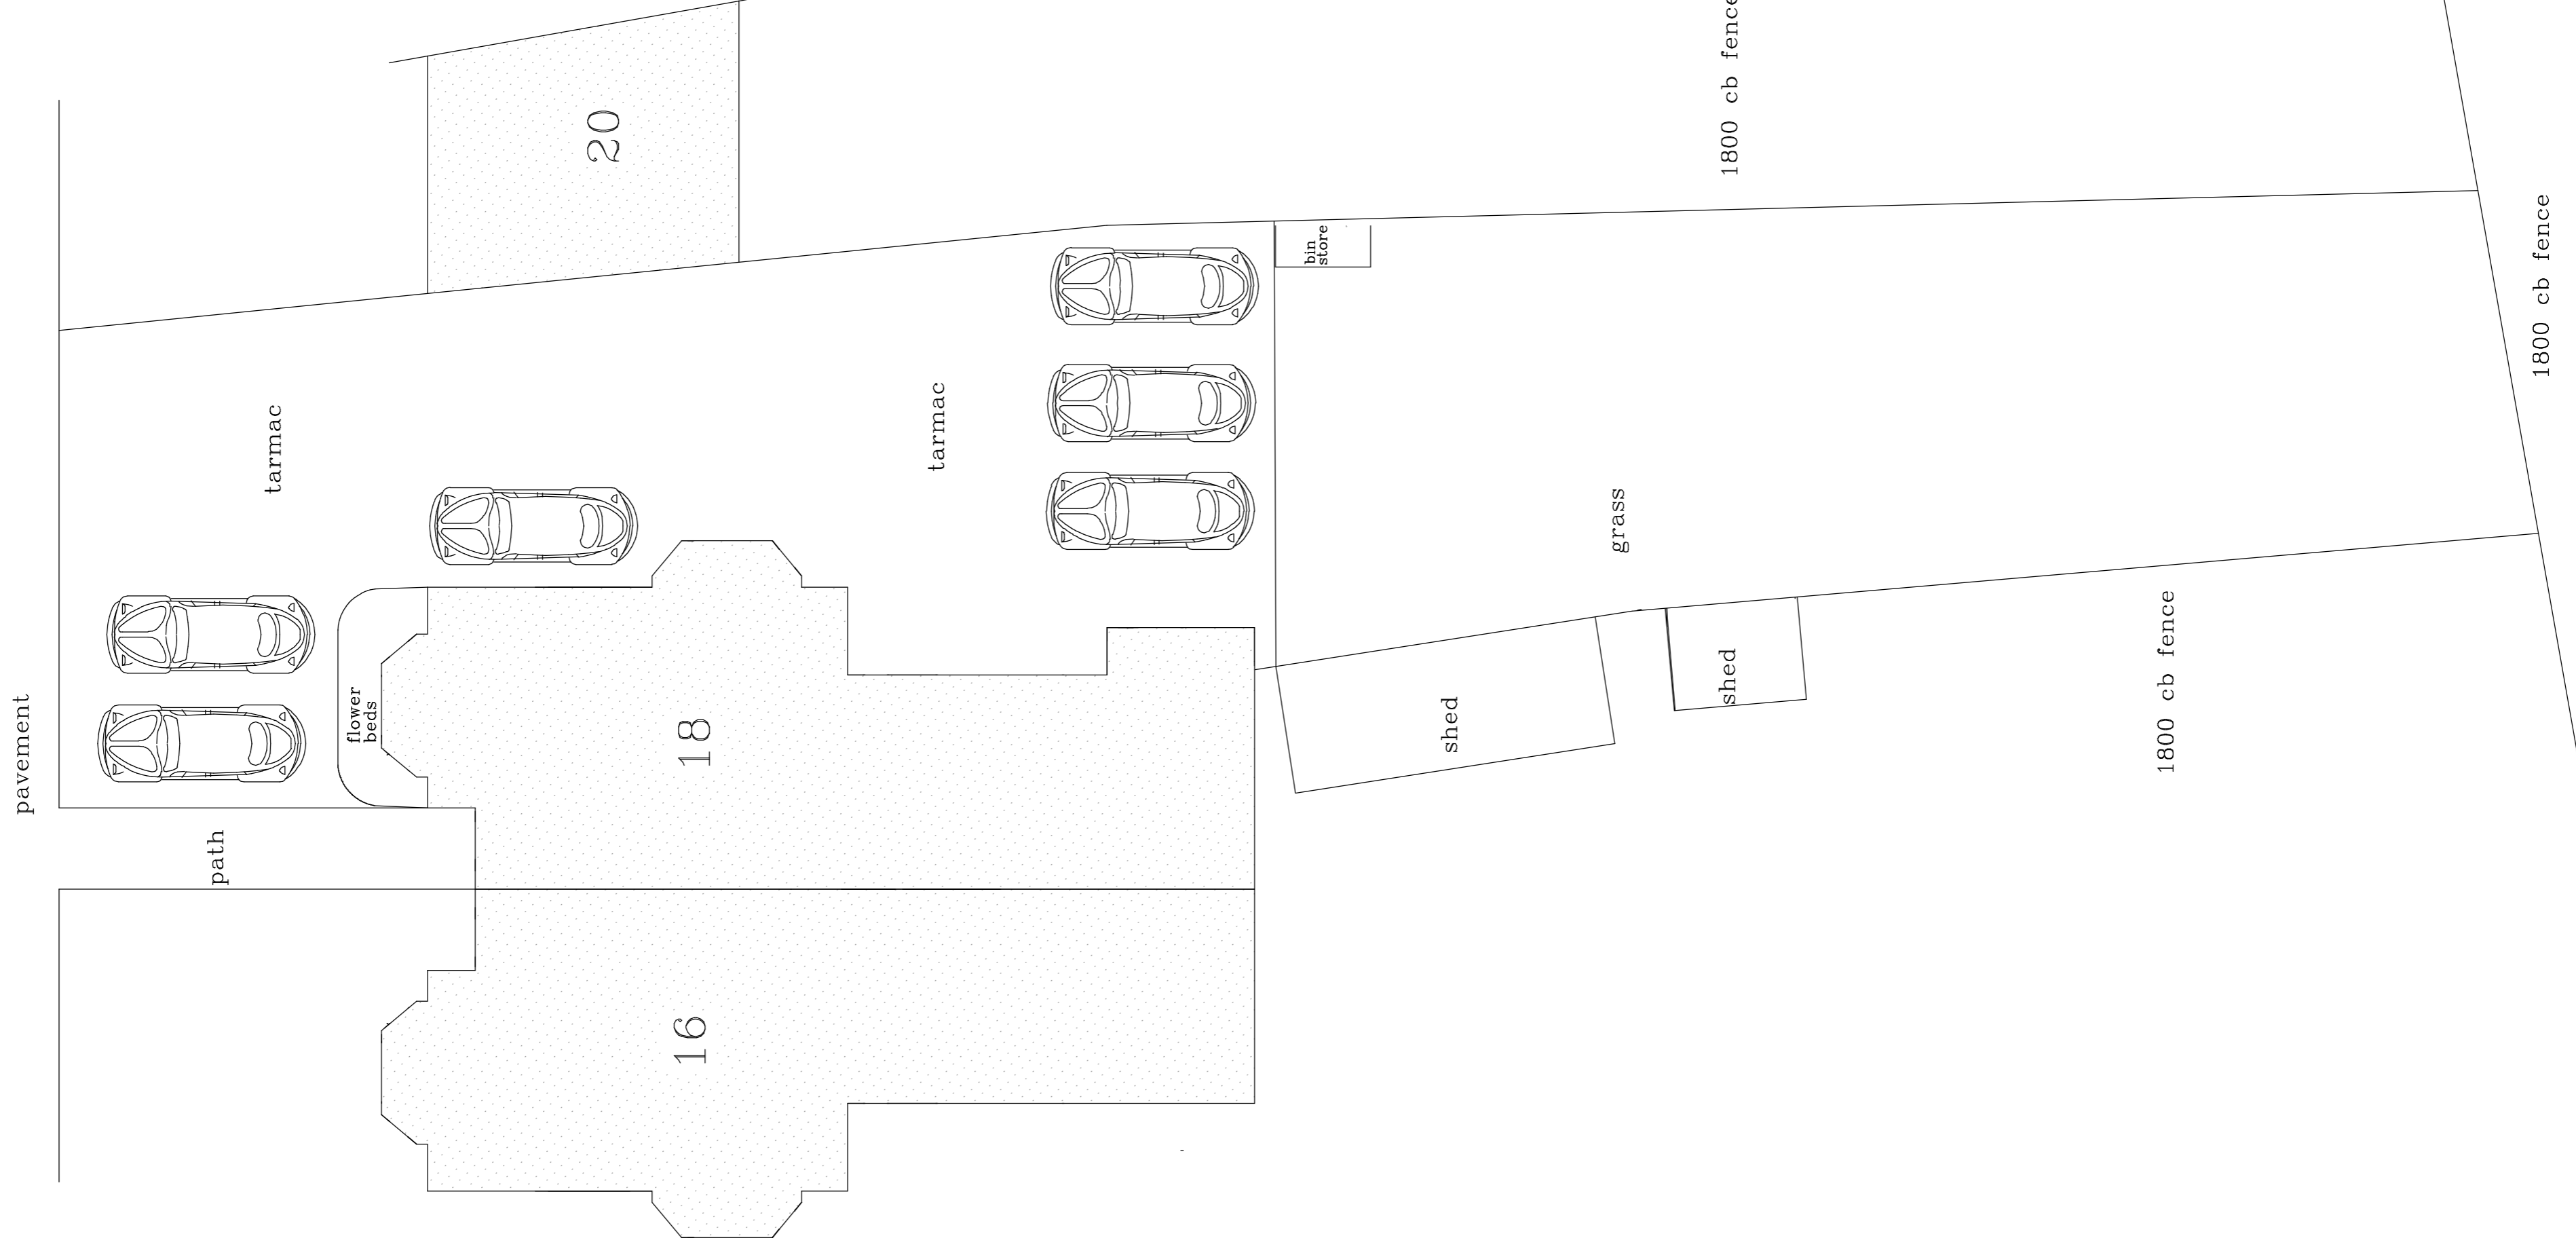 20
1800 cb fence
bin
store
1800 cb fence
tarmac
tarmac
grass
pavement
flower
beds
18
shed
shed
1800 cb fence
path
16